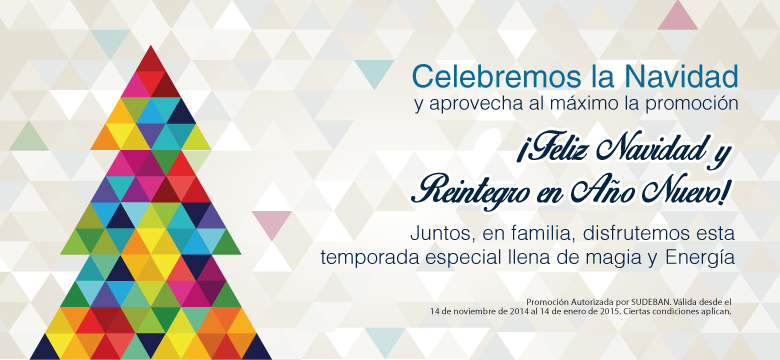 Celebremos la Navidad
y aprovecha al máximo la promoción
¡Feliz Navidad y
Reintegro en Año Nuevo!
Juntos, en familia, disfrutemos esta
temporada especial llena de magia y Energía
Promoción Autorizada por SUDEBAN. Válida desde el
14 de noviembre de 2014 al 14 de enero de 2015. Ciertas condiciones aplican.